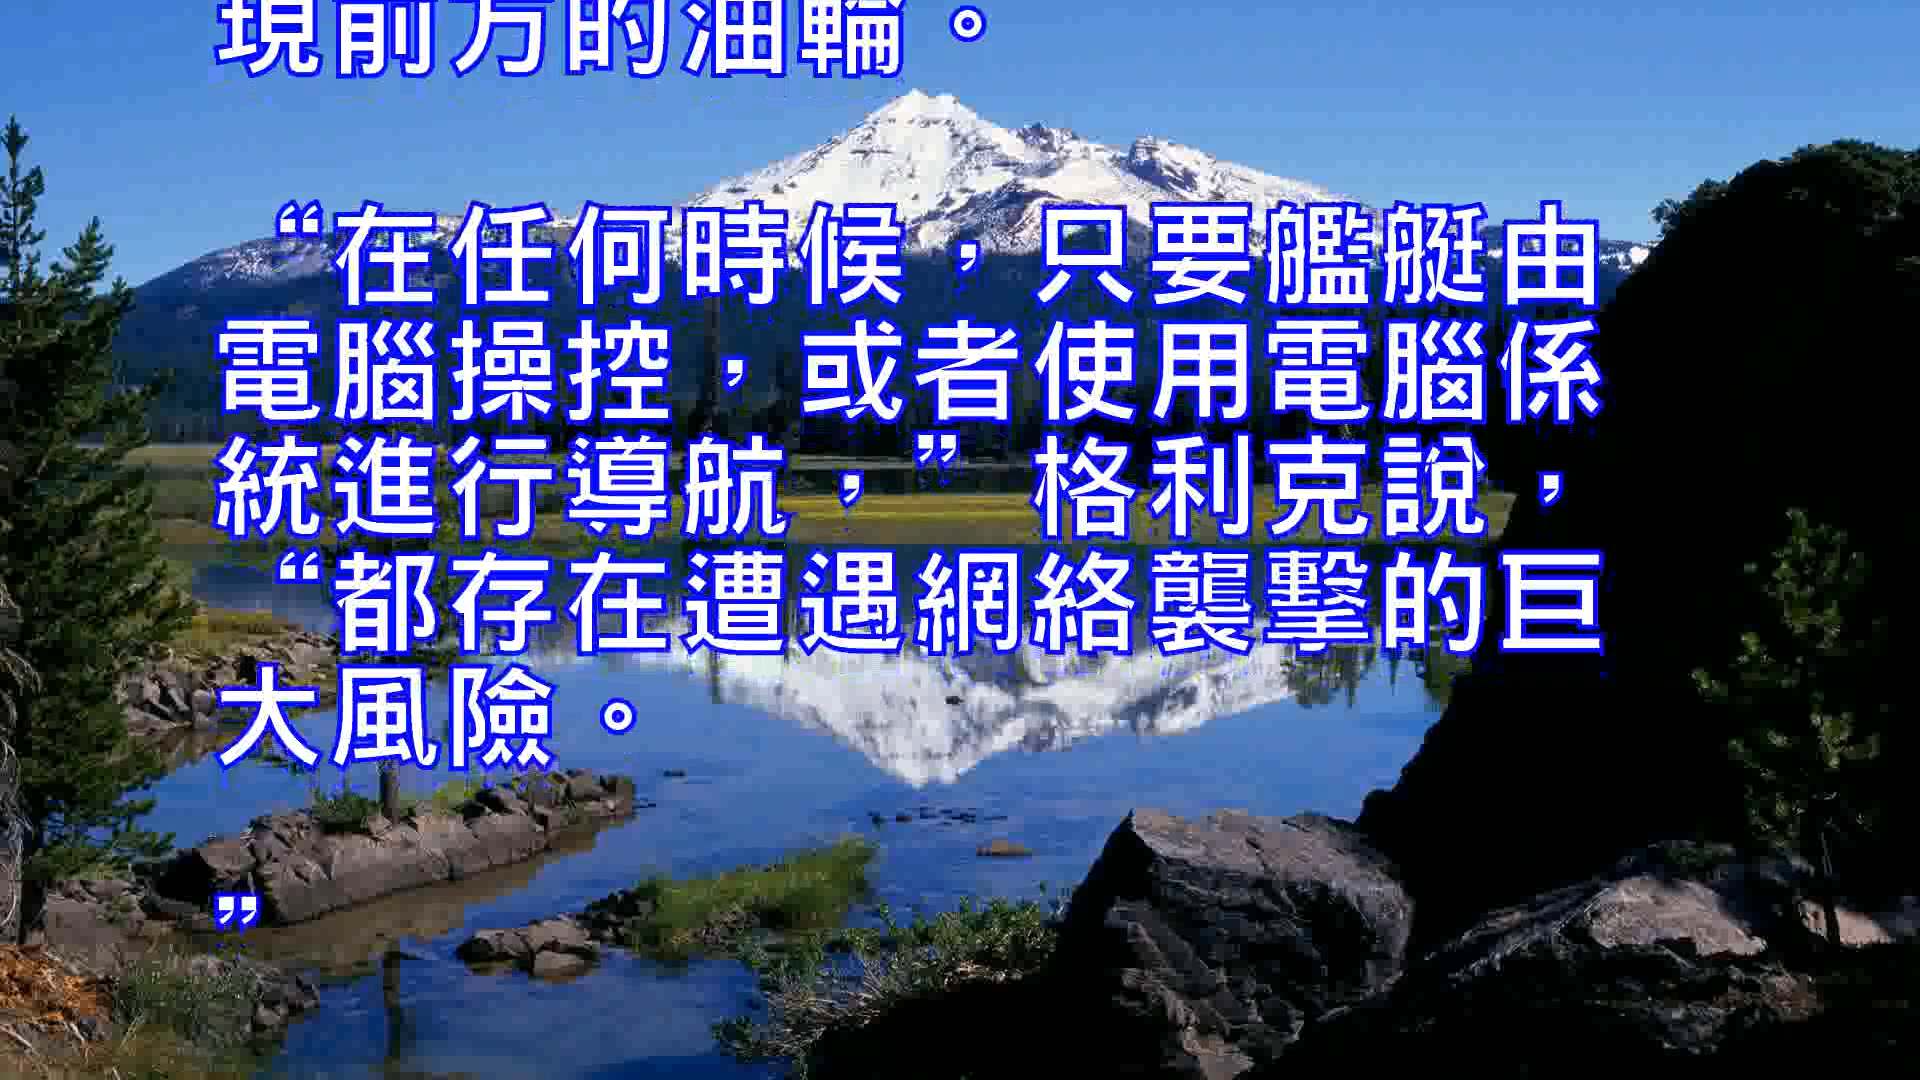 現前方的油輪。
“在任何時候，只要艦艇由
電腦操控，或者使用電腦係
統進行導航，”格利克說，
“都存在遭遇網絡襲擊的巨
大風險。
”